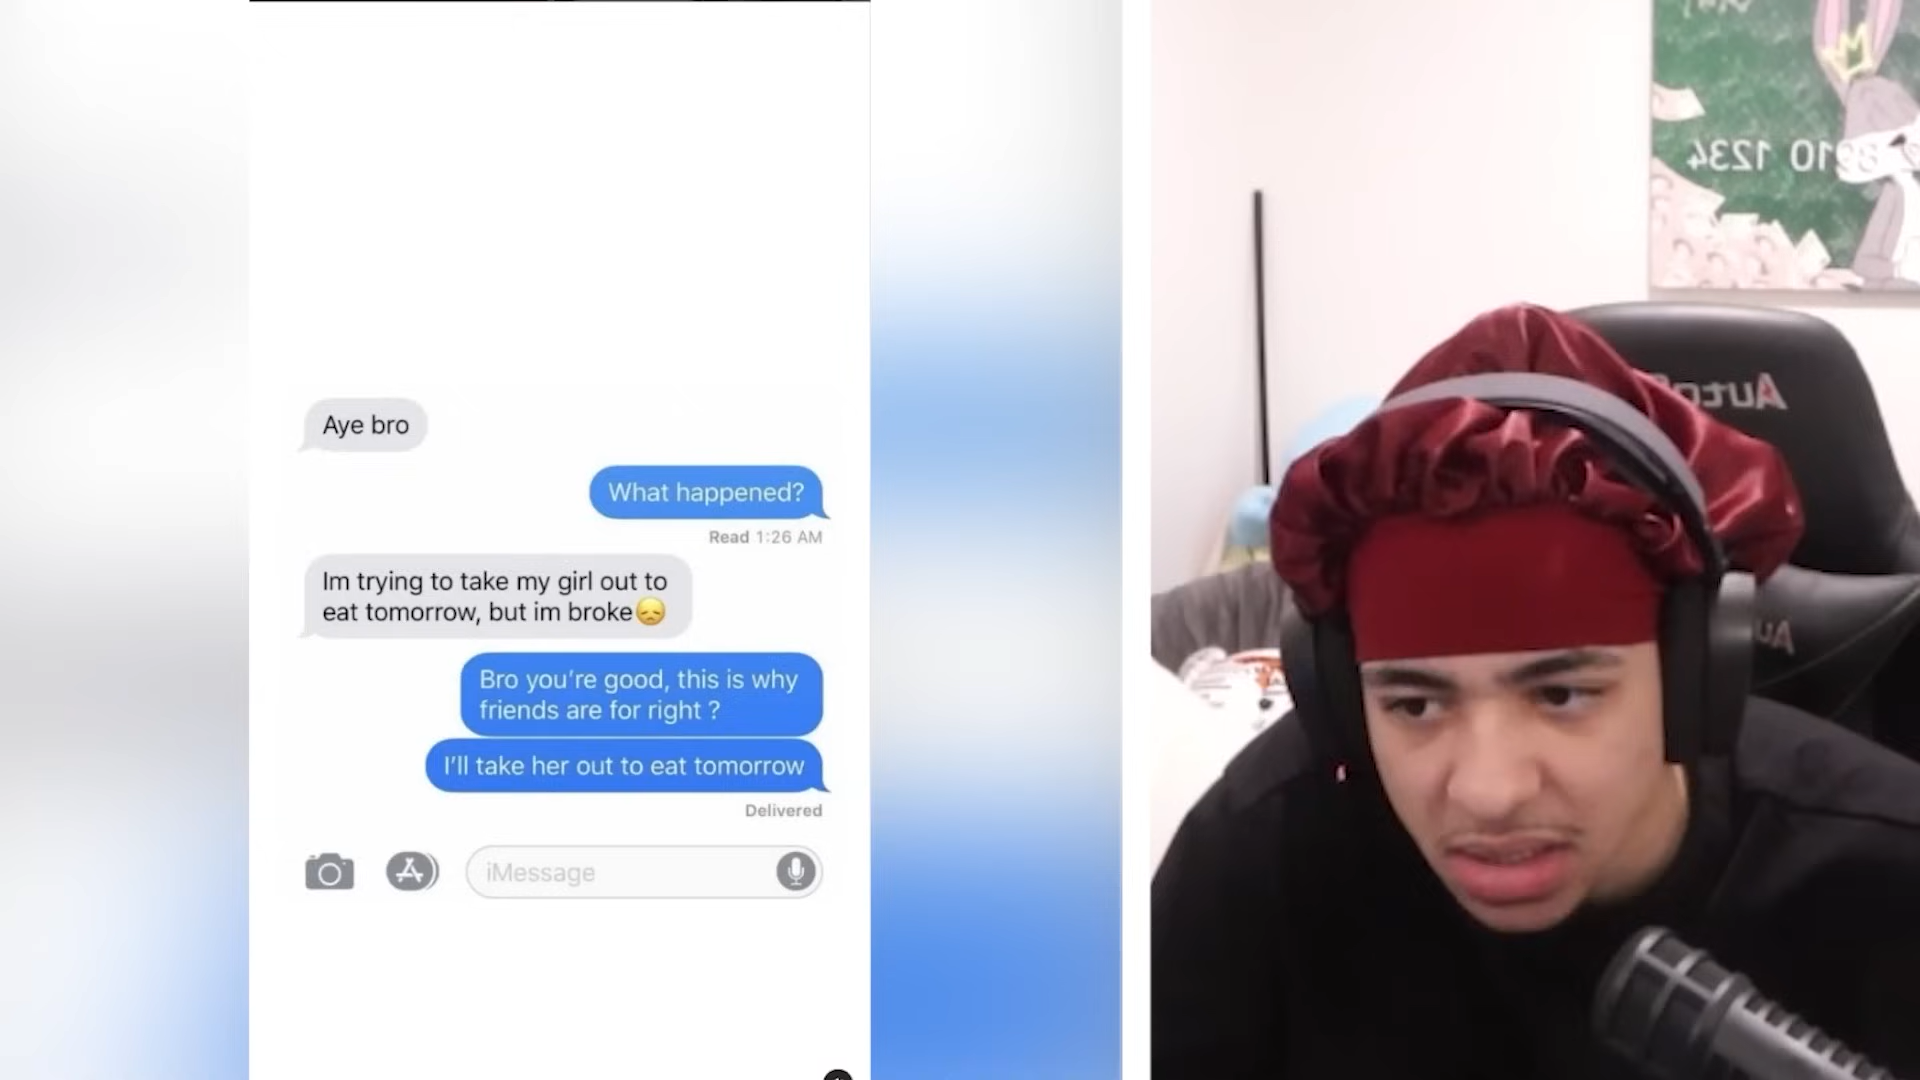 Aye bro
What happened?
Read 1:26 AM
Im trying to take my girl out to
eat tomorrow, but im broke😞
Bro you're good, this is why
friends are for right ?
I'll take her out to eat tomorrow
Delivered
iMessage
8910 1234
Auto
Au